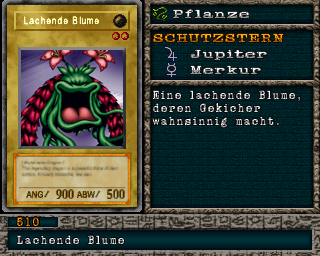 Lachende Blume
ANG/ 900 ABW/ 500
Pflanze
SCHUTZSTERN
Jupiter
Merkur
Eine lachende Blume,
deren Gekicher
wahnsinnig macht.
510
Lachende Blume